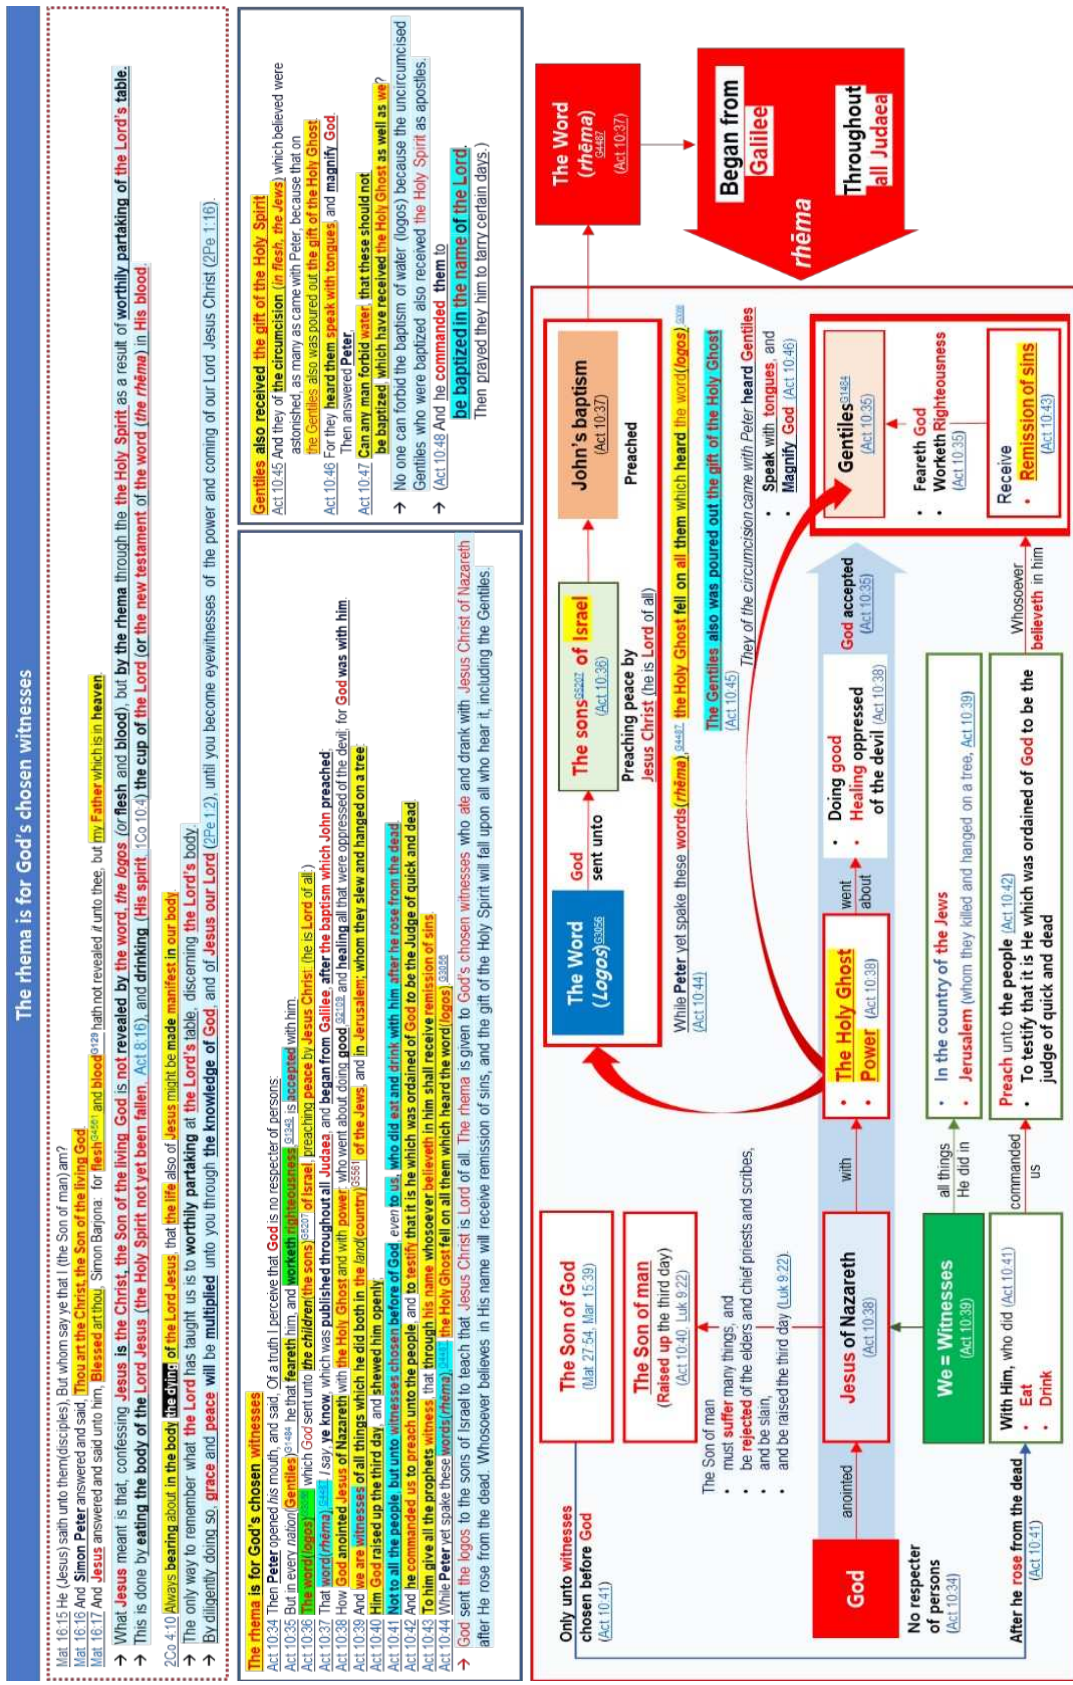 The rhema is for God's chosen witnesses
Mat 16:15 He (Jesus) saith unto them(disciples), But whom say ye that I (the Son of man) am?
Mat 16:16 And Simon Peter answered and said, Thou art the Christ, the Son of the living God.
Mat 16:17 And Jesus answered and said unto him, Blessed art thou, Simon Barjona: for flesh G4561 and blood G129 hath not revealed it unto thee, but my Father which is in heaven.
→ What Jesus meant is that, confessing Jesus is the Christ, the Son of the living God is not revealed by the word, the logos (or flesh and blood), but by the rhema through the Holy Spirit as a result of worthily partaking of the Lord's table.
→ This is done by eating the body of the Lord Jesus (the Holy Spirit not yet been fallen, Act 8:16), and drinking (His spirit, 1Co 10:4) the cup of the Lord (or the new testament of the word (the rhēma) in His blood.
2Co 4:10 Always bearing about in the body the dying of the Lord Jesus, that the life also of Jesus might be made manifest in our body.
→ The only way to remember what the Lord has taught us is to worthily partaking at the Lord's table, discerning the Lord's body.
→ By diligently doing so, grace and peace will be multiplied unto you through the knowledge of God, and of Jesus our Lord (2Pe 1:2), until you become eyewitnesses of the power and coming of our Lord Jesus Christ (2Pe 1:16).
The rhema is for God's chosen witnesses
Act 10:34 Then Peter opened his mouth, and said, Of a truth I perceive that God is no respecter of persons:
Act 10:35 But in every nation(Gentiles) G1484 he that feareth him, and worketh righteousness, G1343 is accepted with him.
Act 10:36 The word(logos) G3056 which God sent unto the children(the sons) G5207 of Israel, preaching peace by Jesus Christ: (he is Lord of all:)
Act 10:37 That word(rhēma), G4487 I say, ye know, which was published throughout all Judaea, and began from Galilee, after the baptism which John preached;
Act 10:38 How God anointed Jesus of Nazareth with the Holy Ghost and with power: who went about doing good, G2109 and healing all that were oppressed of the devil; for God was with him.
Act 10:39 And we are witnesses of all things which he did both in the land(country) G5561 of the Jews, and in Jerusalem; whom they slew and hanged on a tree:
Act 10:40 Him God raised up the third day, and shewed him openly;
Act 10:41 Not to all the people, but unto witnesses chosen before of God, even to us, who did eat and drink with him after he rose from the dead.
Act 10:42 And he commanded us to preach unto the people, and to testify that it is he which was ordained of God to be the Judge of quick and dead.
Act 10:43 To him give all the prophets witness, that through his name whosoever believeth in him shall receive remission of sins.
Act 10:44 While Peter yet spake these words(rhēma), G4487 the Holy Ghost fell on all them which heard the word(logos). G3056
→ God sent the logos to the sons of Israel to teach that Jesus Christ is Lord of all. The rhema is given to God's chosen witnesses who ate and drank with Jesus Christ of Nazareth
after He rose from the dead. Whosoever believes in His name will receive remission of sins, and the gift of the Holy Spirit will fall upon all who hear it, including the Gentiles.
Gentiles also received the gift of the Holy Spirit
Act 10:45 And they of the circumcision (in flesh, the Jews) which believed were
astonished, as many as came with Peter, because that on
the Gentiles also was poured out the gift of the Holy Ghost.
Act 10:46 For they heard them speak with tongues, and magnify God.
Then answered Peter,
Act 10:47 Can any man forbid water, that these should not
be baptized, which have received the Holy Ghost as well as we?
→ No one can forbid the baptism of water (logos) because the uncircumcised
Gentiles who were baptized also received the Holy Spirit as apostles.
→ (Act 10:48 And he commanded them to
be baptized in the name of the Lord.
Then prayed they him to tarry certain days.)
The Word
(Logos) G3056
God
sent unto
The sons G5207 of Israel
(Act 10:36)
Preaching peace by
Jesus Christ (he is Lord of all)
John's baptism
(Act 10:37)
Preached
The Word
(rhēma)
G4487
(Act 10:37)
Began from
Galilee
Throughout
all Judaea
rhēma
While Peter yet spake these words(rhēma), G4487 the Holy Ghost fell on all them which heard the word(logos)
(Act 10:44)
The Gentiles also was poured out the gift of the Holy Ghost
(Act 10:45)
They of the circumcision came with Peter heard Gentiles
• Speak with tongues, and
• Magnify God (Act 10:46)
Only unto witnesses
chosen before God
(Act 10:41)
The Son of God
(Mat 27:54, Mar 15:39)
The Son of man
(Raised up the third day)
(Act 10:40, Luk 9:22)
The Son of man
• must suffer many things, and
• be rejected of the elders and chief priests and scribes,
• and be slain,
• and be raised the third day (Luk 9:22).
God
anointed
No respecter
of persons
(Act 10:34)
Jesus of Nazareth
(Act 10:38)
with
• The Holy Ghost
• Power (Act 10:38)
went
about
• Doing good
• Healing oppressed
of the devil (Act 10:38)
God accepted
(Act 10:35)
Gentiles G1484
(Act 10:35)
• Feareth God
• Worketh Righteousness
(Act 10:35)
Receive
• Remission of sins
(Act 10:43)
We = Witnesses
(Act 10:39)
all things
He did in
• In the country of the Jews
• Jerusalem (whom they killed and hanged on a tree, Act 10:39)
After he rose from the dead
(Act 10:41)
With Him, who did (Act 10:41)
• Eat
• Drink
commanded
us
Preach unto the people (Act 10:42)
• To testify that it is He which was ordained of God to be the
judge of quick and dead
Whosoever
believeth in him